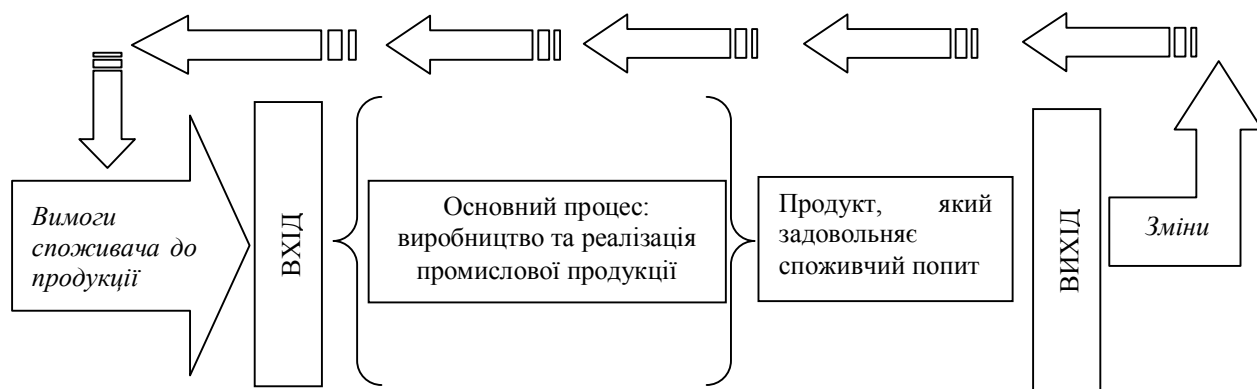 Вимоги
споживача до
продукції
ВХІД
Основний процес:
виробництво та реалізація
промислової продукції
Продукт, який
задовольняє
споживчий попит
ВИХІД
Зміни